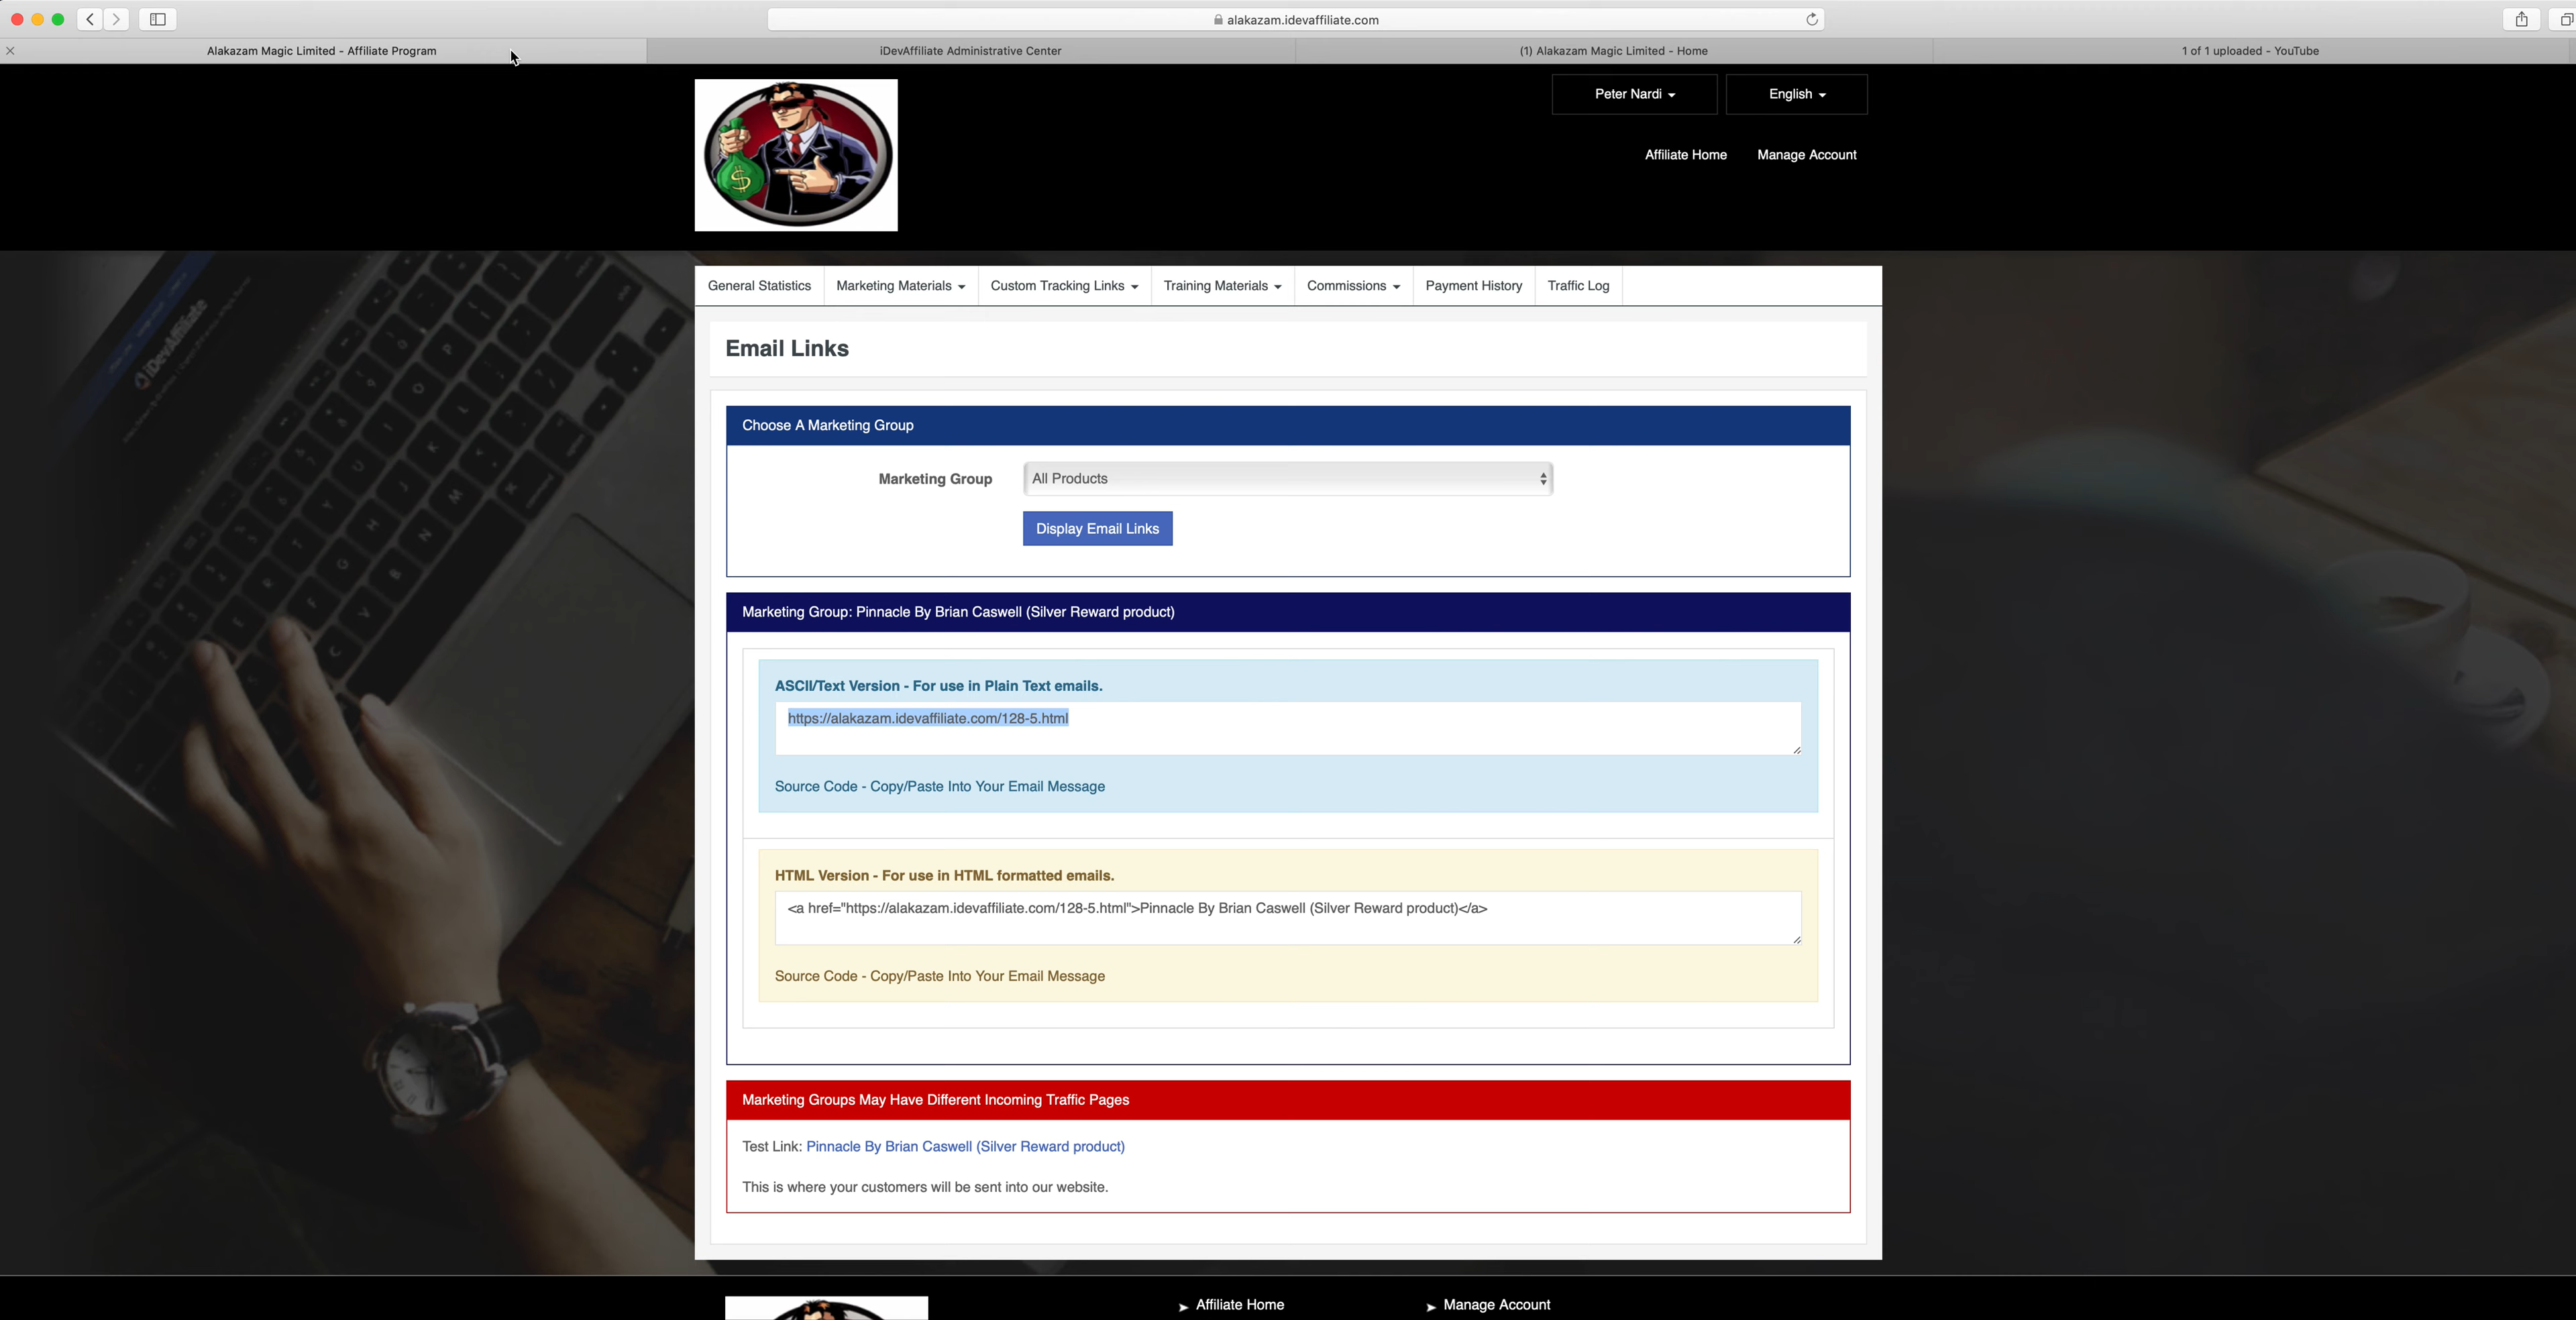 alakazam.idevaffiliate.com
Alakazam Magic Limited - Affiliate Program
iDevAffiliate Administrative Center
(1) Alakazam Magic Limited - Home
1 of 1 uploaded - YouTube
Peter Nardi
English
Affiliate Home
Manage Account
$
iDevAffiliate
General Statistics
Marketing Materials
Custom Tracking Links
Training Materials
Commissions
Payment History
Traffic Log
Email Links
Choose A Marketing Group
Marketing Group
All Products
Display Email Links
Marketing Group: Pinnacle By Brian Caswell (Silver Reward product)
ASCII/Text Version - For use in Plain Text emails.
https://alakazam.idevaffiliate.com/128-5.html
Source Code - Copy/Paste Into Your Email Message
HTML Version - For use in HTML formatted emails.
<a href="https://alakazam.idevaffiliate.com/128-5.html">Pinnacle By Brian Caswell (Silver Reward product)</a>
Source Code - Copy/Paste Into Your Email Message
Marketing Groups May Have Different Incoming Traffic Pages
Test Link: Pinnacle By Brian Caswell (Silver Reward product)
This is where your customers will be sent into our website.
Affiliate Home
Manage Account